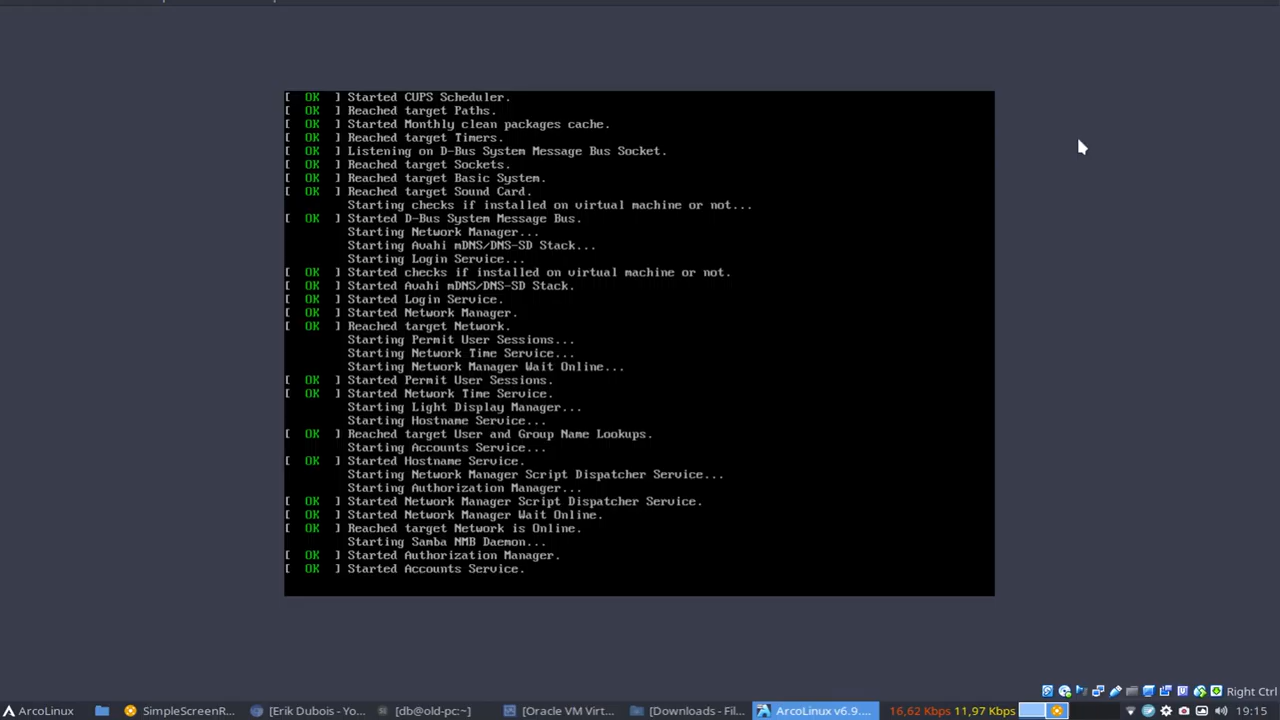 [ OK ] Started CUPS Scheduler.
[ OK ] Reached target Paths.
[ OK ] Started Monthly clean packages cache.
[ OK ] Reached target Timers.
[ OK ] Listening on D-Bus System Message Bus Socket.
[ OK ] Reached target Sockets.
[ OK ] Reached target Basic System.
[ OK ] Reached target Sound Card.
Starting checks if installed on virtual machine or not...
[ OK ] Started D-Bus System Message Bus.
Starting Network Manager...
Starting Avahi mDNS/DNS-SD Stack...
Starting Login Service...
[ OK ] Started checks if installed on virtual machine or not.
[ OK ] Started Avahi mDNS/DNS-SD Stack.
[ OK ] Started Login Service.
[ OK ] Started Network Manager.
[ OK ] Reached target Network.
Starting Permit User Sessions...
Starting Network Time Service...
Starting Network Manager Wait Online...
[ OK ] Started Permit User Sessions.
[ OK ] Started Network Time Service.
Starting Light Display Manager...
Starting Hostname Service...
[ OK ] Reached target User and Group Name Lookups.
Starting Accounts Service...
[ OK ] Started Hostname Service.
Starting Network Manager Script Dispatcher Service...
Starting Authorization Manager...
[ OK ] Started Network Manager Script Dispatcher Service.
[ OK ] Started Network Manager Wait Online.
[ OK ] Reached target Network is Online.
Starting Samba NMB Daemon...
[ OK ] Started Authorization Manager.
[ OK ] Started Accounts Service.
Right Ctrl
ArcoLinux SimpleScreenR... [Erik Dubois - Yo... [db@old-pc:~] [Oracle VM Virt... [Downloads - Fil... ArcoLinux v6.9.... 16,62 Kbps 11,97 Kbps 19:15